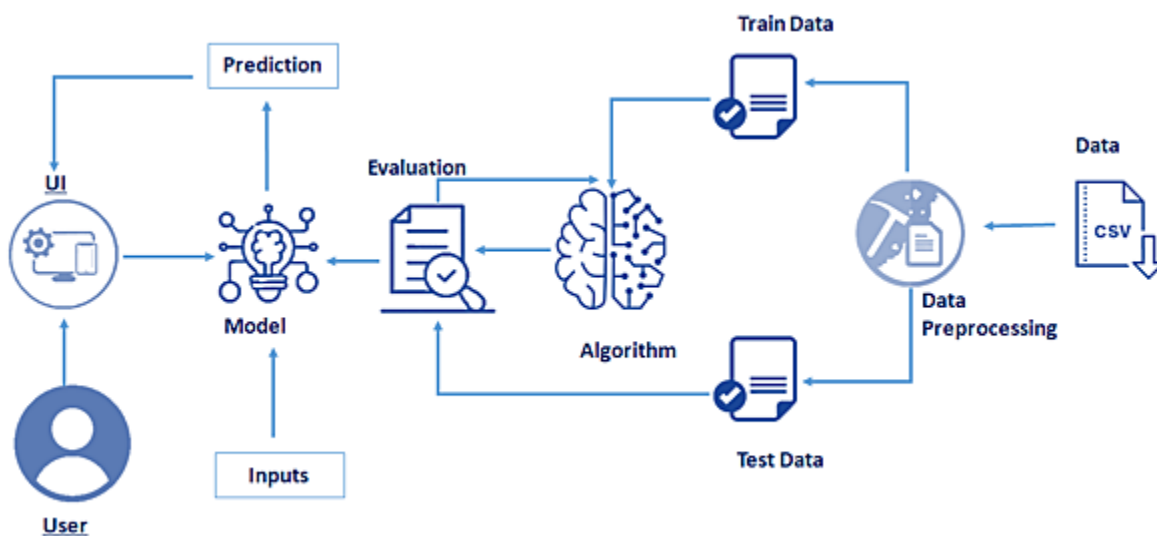 Train Data
Prediction
Evaluation
Data
UI
CSV
Data
Preprocessing
Model
Algorithm
Inputs
Test Data
User